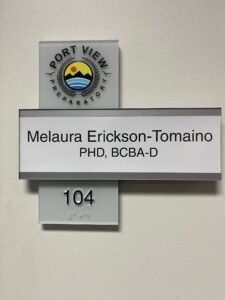 PORT VIEW
PREPARATORY
Melaura Erickson-Tomaino
PHD, BCBA-D
104